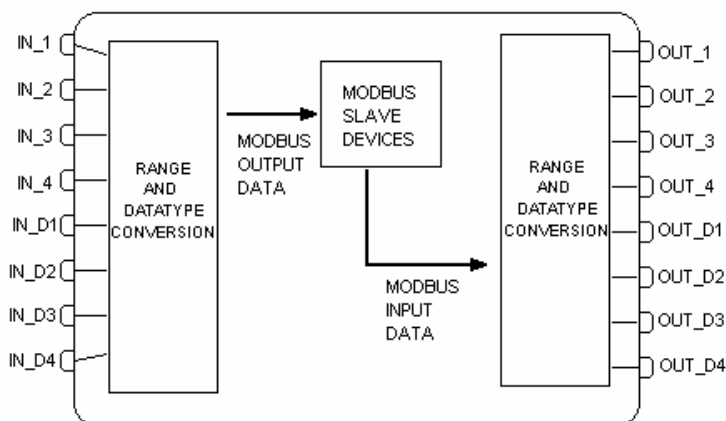 IN_1
IN_2
IN_3
IN_4
IN_D1
IN_D2
IN_D3
IN_D4
RANGE
AND
DATATYPE
CONVERSION
MODBUS
OUTPUT
DATA
MODBUS
SLAVE
DEVICES
MODBUS
INPUT
DATA
RANGE
AND
DATATYPE
CONVERSION
OUT_1
OUT_2
OUT_3
OUT_4
OUT_D1
OUT_D2
OUT_D3
OUT_D4